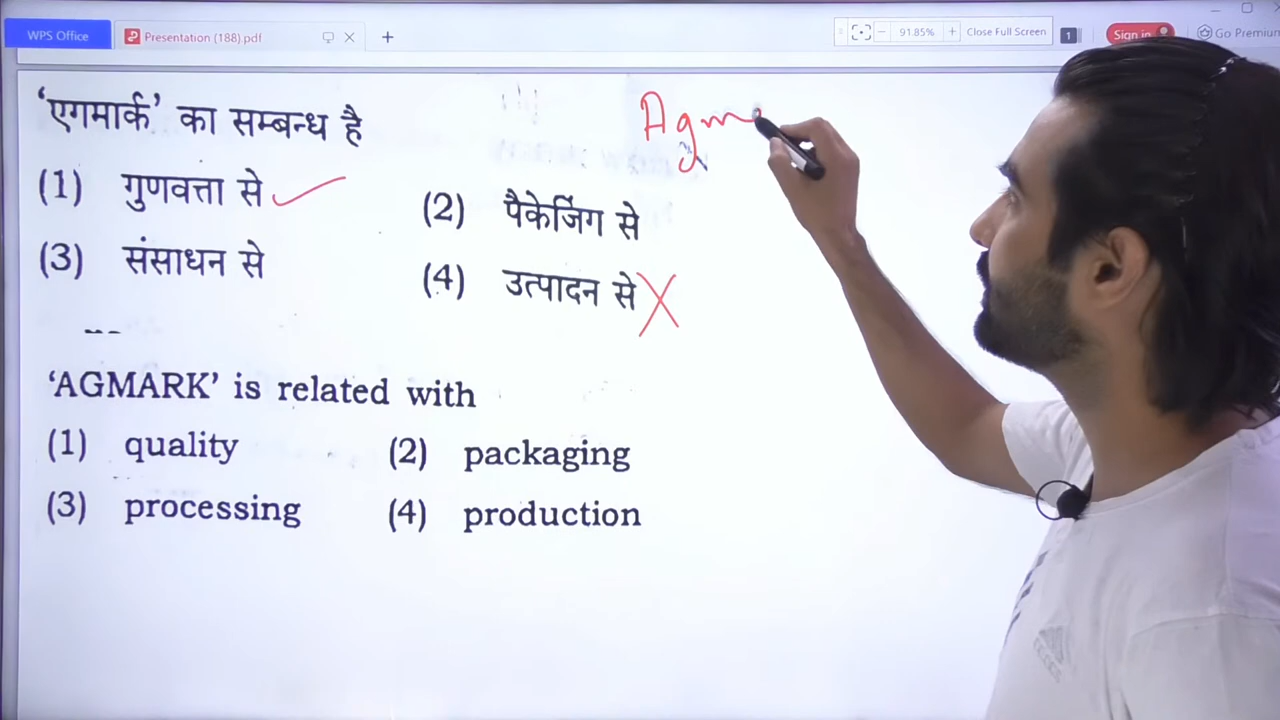 WPS Office
Presentation (188).pdf
91.85%
Close Full Screen
1
Sign in
Go Premium
'एगमार्क' का सम्बन्ध है
Agm
(1) गुणवत्ता से
(2) पैकेजिंग से
(3) संसाधन से
(4) उत्पादन से
'AGMARK' is related with
(1) quality
(2) packaging
(3) processing
(4) production